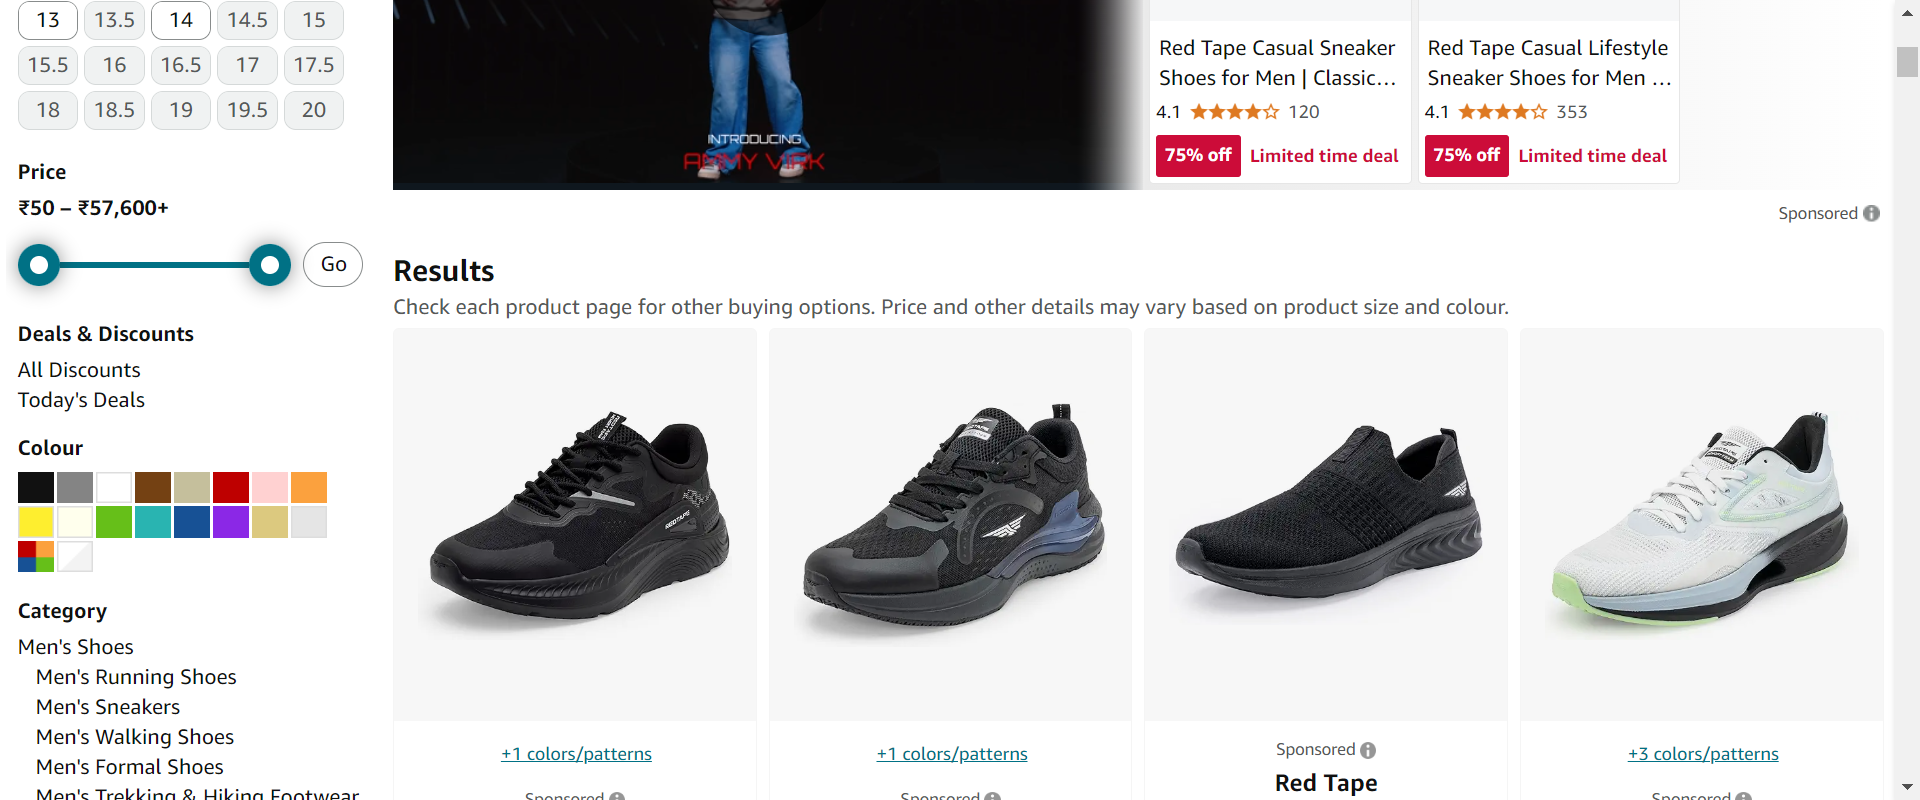 13 13.5 14 14.5 15
15.5 16 16.5 17 17.5
18 18.5 19 19.5 20
Price
₹50 – ₹57,600+
Go
Deals & Discounts
All Discounts
Today's Deals
Colour
Category
Men's Shoes
Men's Running Shoes
Men's Sneakers
Men's Walking Shoes
Men's Formal Shoes
Men's Trekking & Hiking Footwear
INTRODUCING
AMMY VIRK
Red Tape Casual Sneaker
Shoes for Men | Classic...
4.1 120
75% off Limited time deal
Red Tape Casual Lifestyle
Sneaker Shoes for Men ...
4.1 353
75% off Limited time deal
Sponsored
Results
Check each product page for other buying options. Price and other details may vary based on product size and colour.
REDTAPE
+1 colors/patterns
Sponsored
+1 colors/patterns
Sponsored
Sponsored
Red Tape
+3 colors/patterns
Sponsored